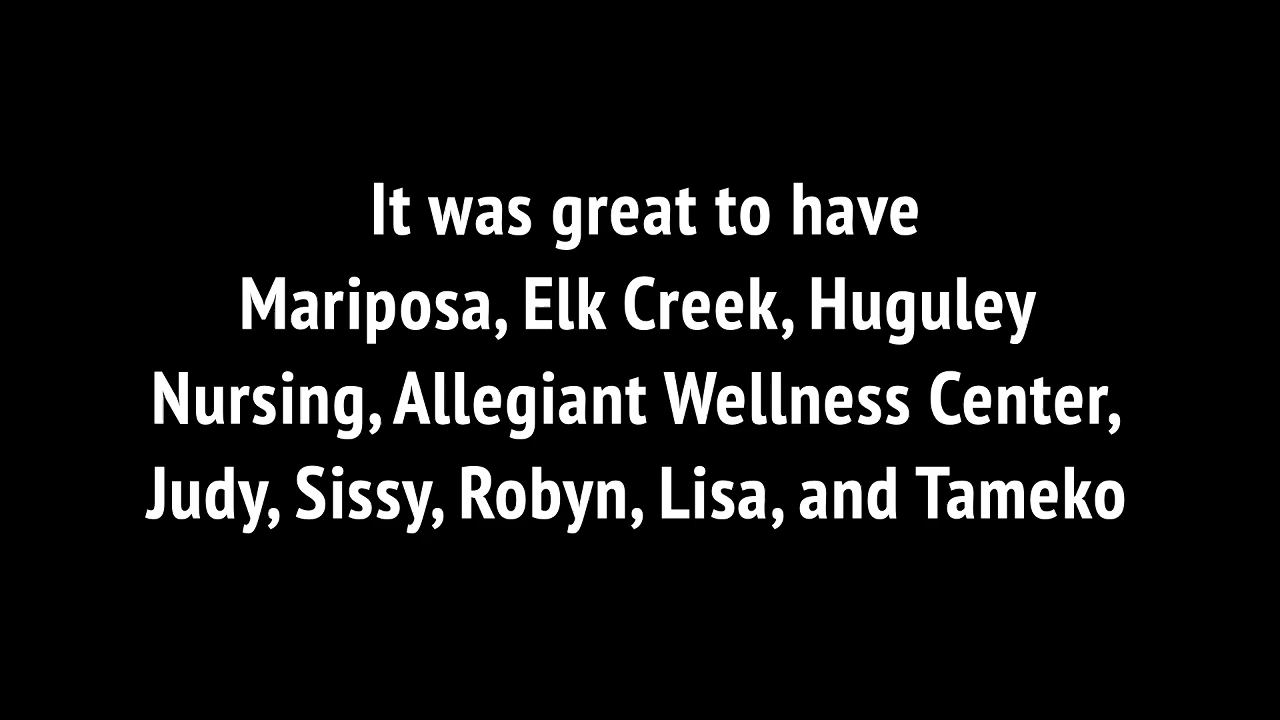 It was great to have
Mariposa, Elk Creek, Huguley
Nursing, Allegiant Wellness Center,
Judy, Sissy, Robyn, Lisa, and Tameko